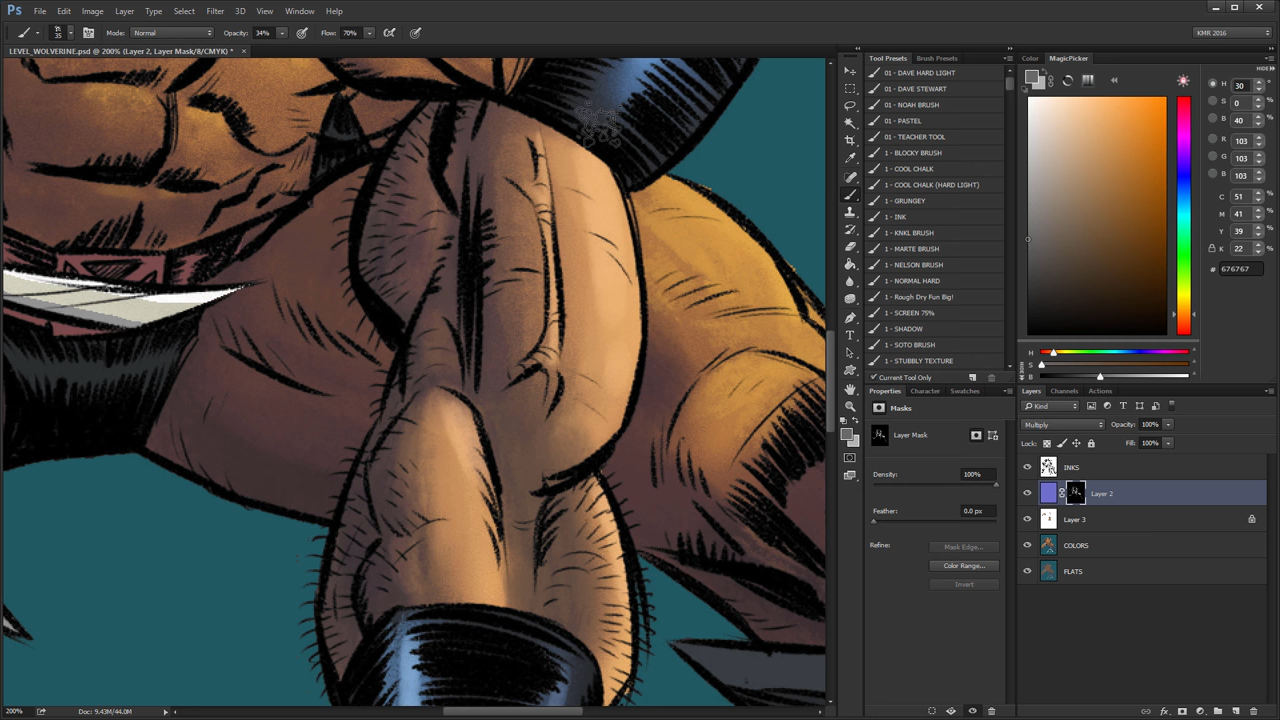 Ps File Edit Image Layer Type Select Filter 3D View Window Help
35 Mode: Normal Opacity: 34% Flow: 70% KMR 2016
LEVEL_WOLVERINE.psd @ 200% (Layer 2, Layer Mask/8/CMYK) * ×
Tool Presets Brush Presets
01 - DAVE HARD LIGHT
01 - DAVE STEWART
01 - NOAH BRUSH
01 - PASTEL
01 - TEACHER TOOL
1 - BLOCKY BRUSH
1 - COOL CHALK
1 - COOL CHALK (HARD LIGHT)
1 - GRUNGEY
1 - INK
1 - KNKL BRUSH
1 - MARTE BRUSH
1 - NELSON BRUSH
1 - NORMAL HARD
1 - Rough Dry Fun Big!
1 - SCREEN 75%
1 - SHADOW
1 - SOTO BRUSH
1 - STUBBLY TEXTURE
Current Tool Only
Color MagicPicker
HIDE
H 30 °
S 0 %
B 40 %
R 103
G 103
B 103
C 51 %
M 41 %
Y 39 %
K 22 %
# 676767
H
S
B
Properties Character Swatches
Masks
Layer Mask
Density: 100%
Feather: 0.0 px
Refine: Mask Edge...
Color Range...
Invert
Layers Channels Actions
Kind
Multiply Opacity: 100%
Lock: Fill: 100%
INKS
Layer 2
Layer 3
COLORS
FLATS
200% Doc: 9.43M/44.0M